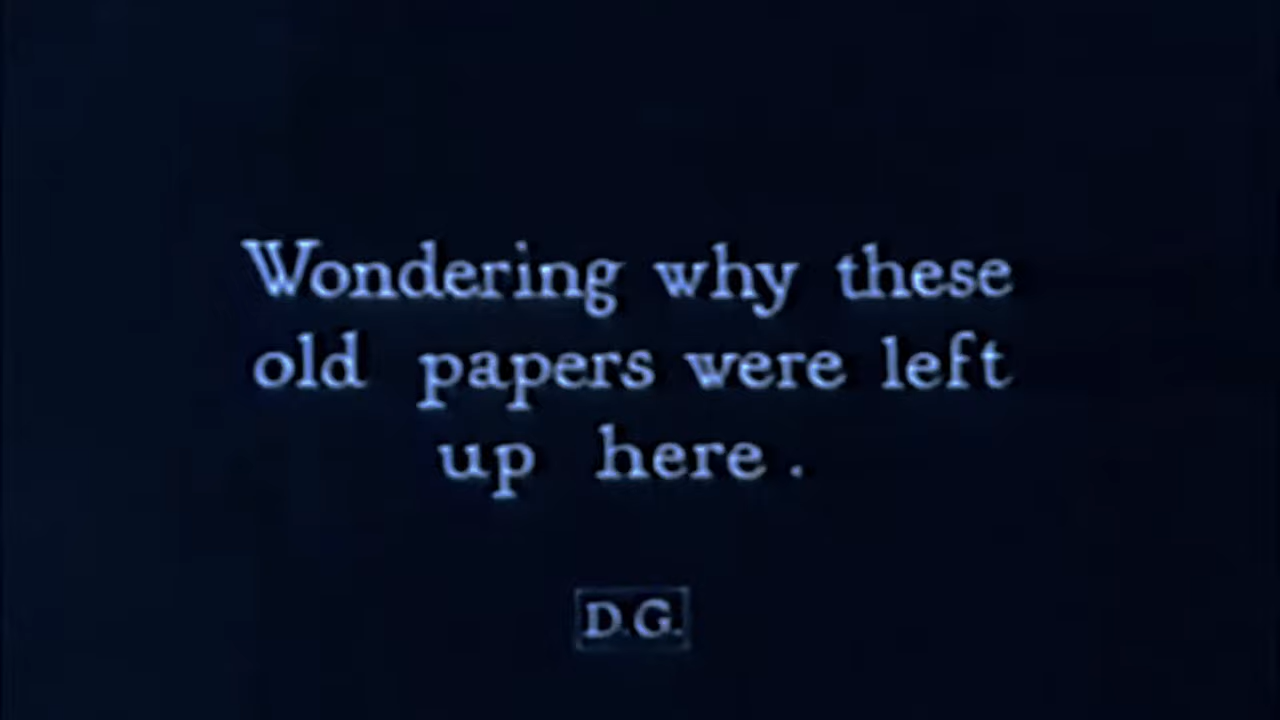 Wondering why these
old papers were left
up here.
D.G.